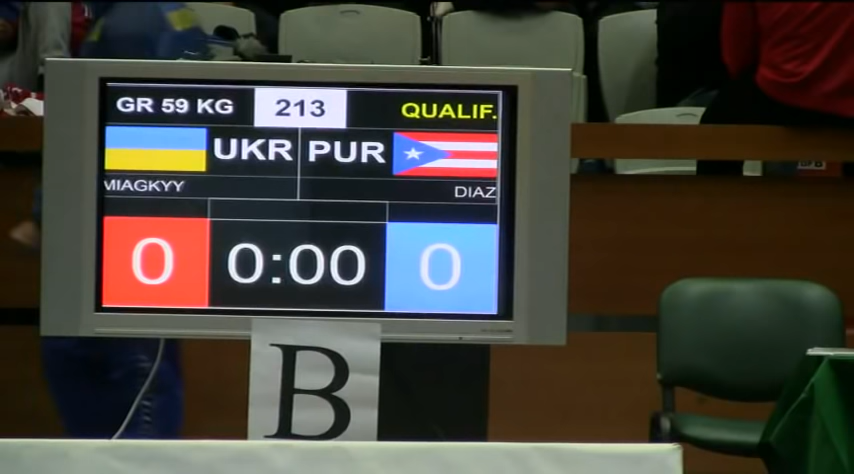 GR 59 KG 213 QUALIF.
UKR PUR
MIAGKYY DIAZ
0 0:00 0
B